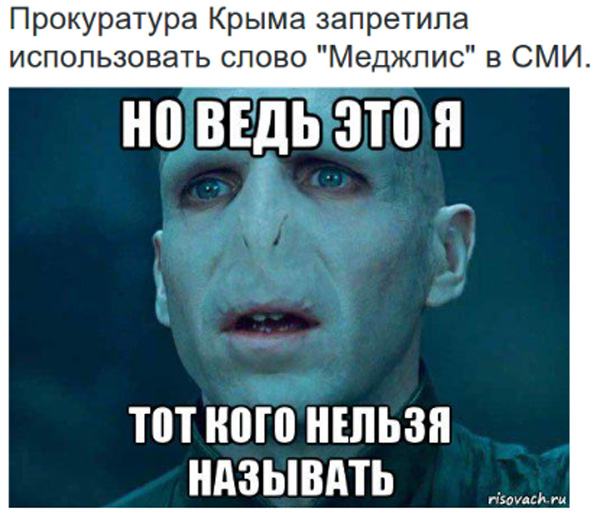 Прокуратура Крыма запретила
использовать слово "Меджлис" в СМИ.
НО ВЕДЬ ЭТО Я
ТОТ КОГО НЕЛЬЗЯ
НАЗЫВАТЬ
risovach.ru